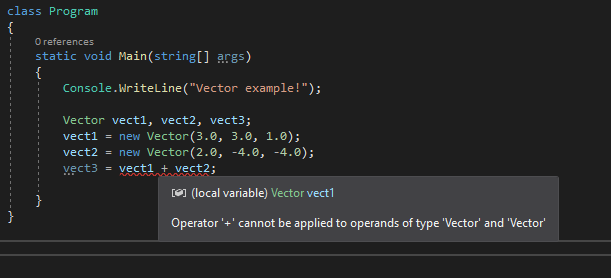 class Program
{
0 references
static void Main(string[] args)
{
Console.WriteLine("Vector example!");
Vector vect1, vect2, vect3;
vect1 = new Vector(3.0, 3.0, 1.0);
vect2 = new Vector(2.0, -4.0, -4.0);
vect3 = vect1 + vect2;
(local variable) Vector vect1
Operator '+' cannot be applied to operands of type 'Vector' and 'Vector'
}
}